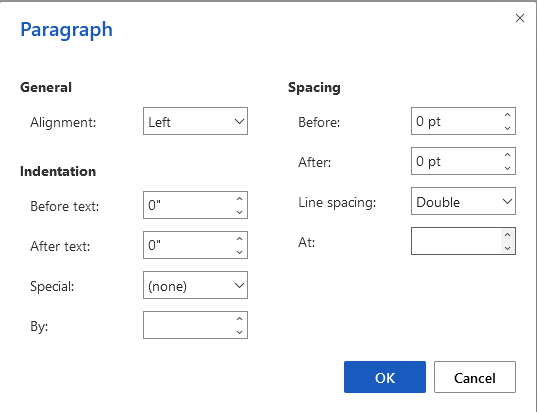 Paragraph
General
Alignment: Left
Indentation
Before text: 0"
After text: 0"
Special: (none)
By:
Spacing
Before: 0 pt
After: 0 pt
Line spacing: Double
At:
OK
Cancel